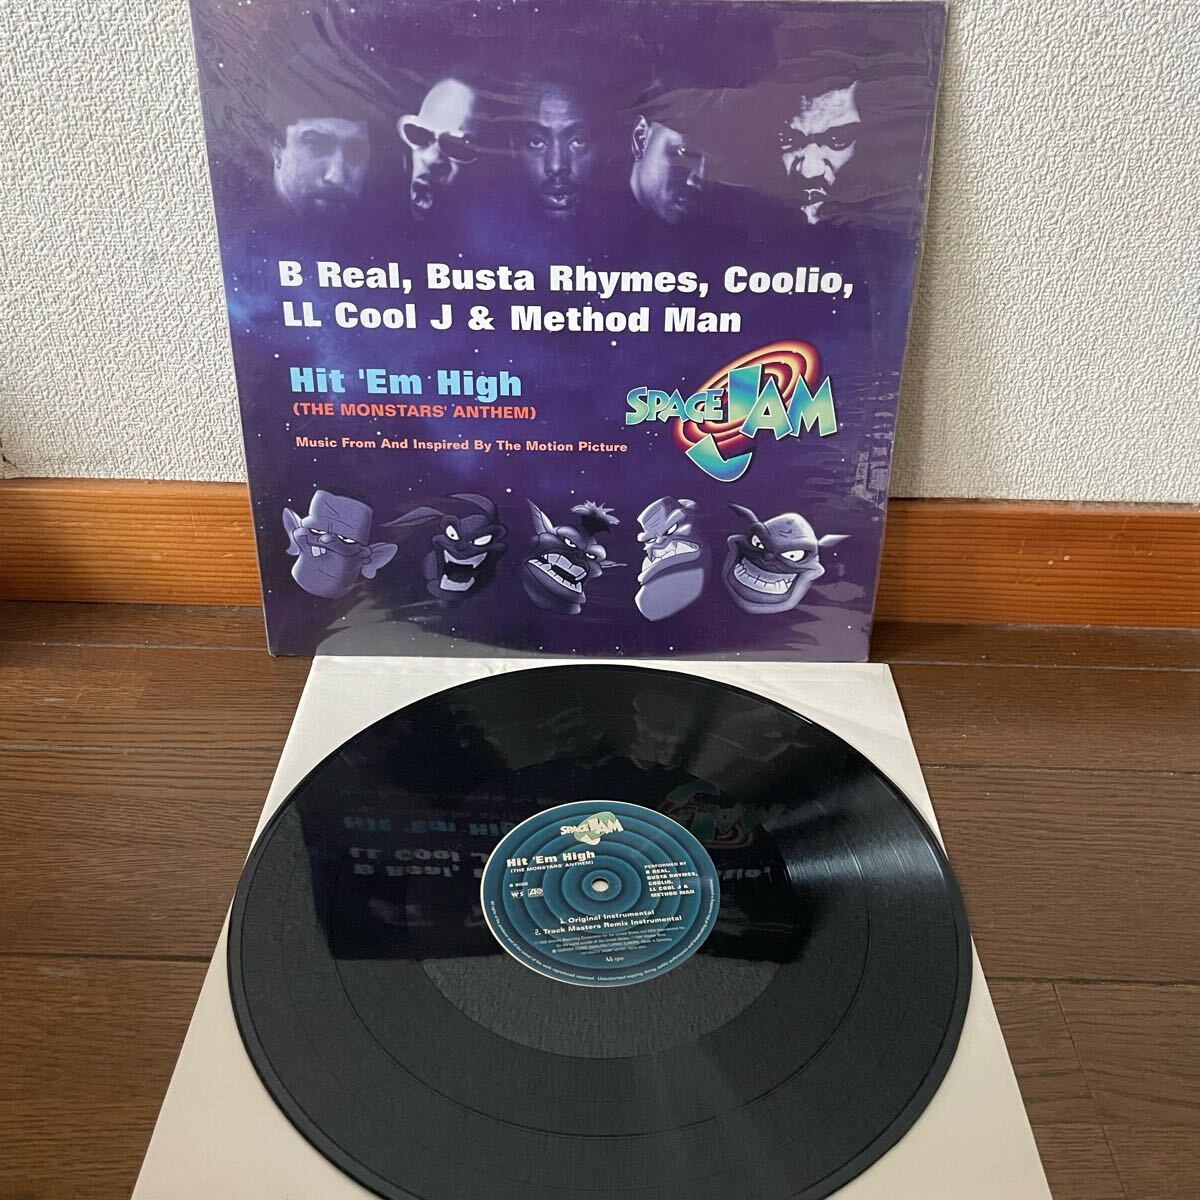 B Real, Busta Rhymes, Coolio,
LL Cool J & Method Man
Hit 'Em High
(THE MONSTARS' ANTHEM)
Music From And Inspired By The Motion Picture
SPACE JAM
SPACE JAM
Hit 'Em High
(THE MONSTARS' ANTHEM)
B SIDE
PERFORMED BY
B REAL,
BUSTA RHYMES,
COOLIO,
LL COOL J &
METHOD MAN
1. Original Instrumental
2. Track Masters Remix Instrumental
45 rpm